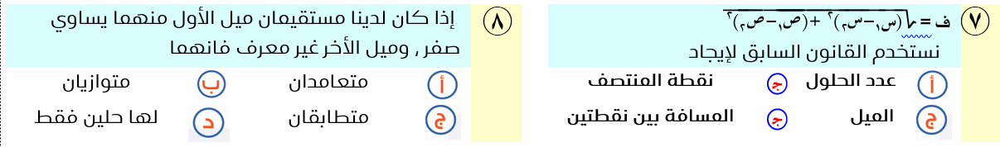 ٧ ف = √(س١−س٢)² + (ص١−ص٢)²
نستخدم القانون السابق لإيجاد
أ عدد الحلول ج نقطة المنتصف
ج الميل ج المسافة بين نقطتين
٨ إذا كان لدينا مستقيمان ميل الأول منهما يساوي
صفر ، وميل الأخر غير معرف فانهما
أ متعامدان ب متوازيان
ج متطابقان د لها حلين فقط